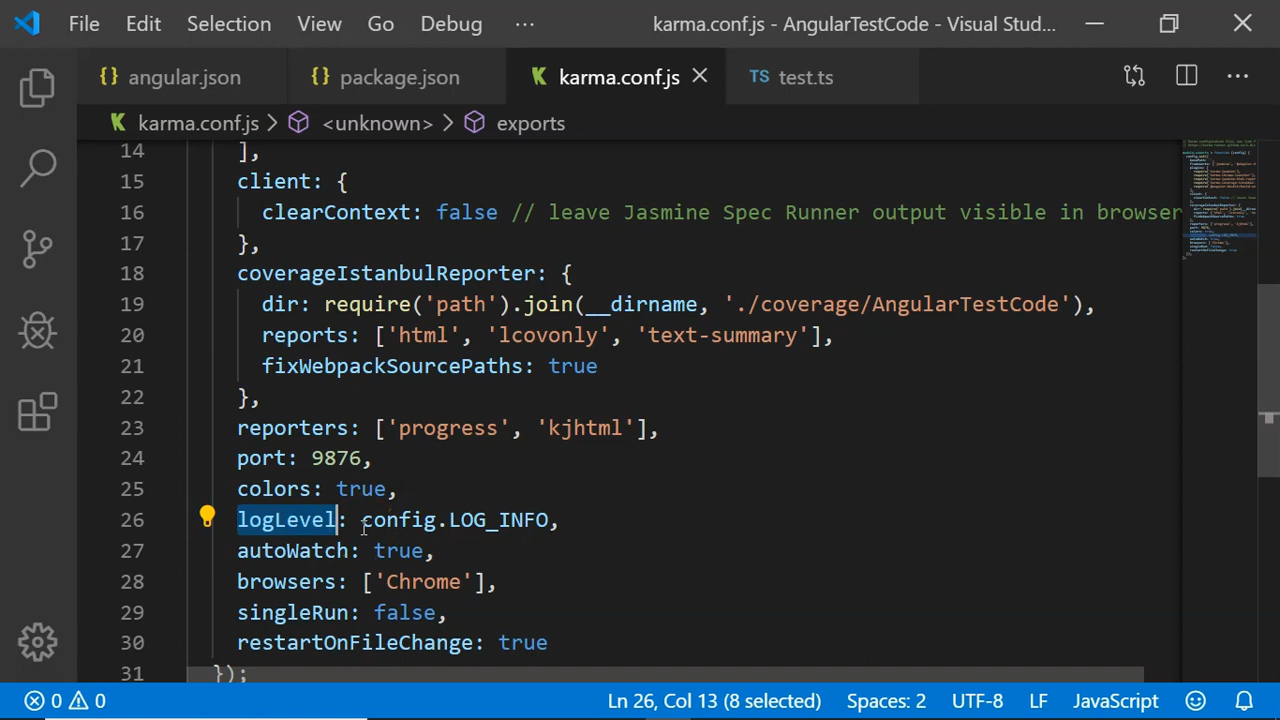 File Edit Selection View Go Debug ··· karma.conf.js - AngularTestCode - Visual Stud...
{} angular.json {} package.json karma.conf.js TS test.ts ···
karma.conf.js > <unknown> > exports
14 ],
15 client: {
16 clearContext: false // leave Jasmine Spec Runner output visible in browser
17 },
18 coverageIstanbulReporter: {
19 dir: require('path').join(__dirname, './coverage/AngularTestCode'),
20 reports: ['html', 'lcovonly', 'text-summary'],
21 fixWebpackSourcePaths: true
22 },
23 reporters: ['progress', 'kjhtml'],
24 port: 9876,
25 colors: true,
26 logLevel: config.LOG_INFO,
27 autoWatch: true,
28 browsers: ['Chrome'],
29 singleRun: false,
30 restartOnFileChange: true
31 });
0 0 Ln 26, Col 13 (8 selected) Spaces: 2 UTF-8 LF JavaScript